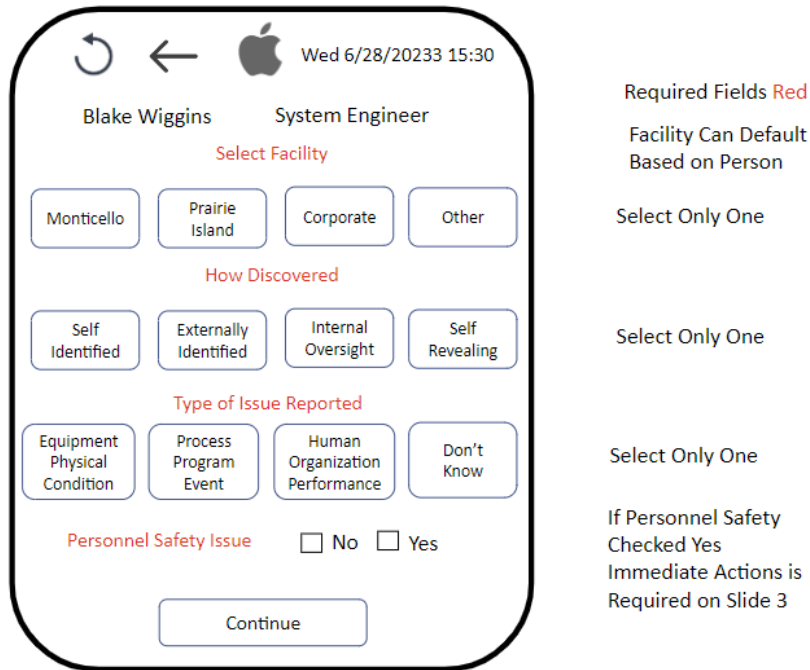 Wed 6/28/20233 15:30
Blake Wiggins
System Engineer
Select Facility
Monticello
Prairie
Island
Corporate
Other
How Discovered
Self
Identified
Externally
Identified
Internal
Oversight
Self
Revealing
Type of Issue Reported
Equipment
Physical
Condition
Process
Program
Event
Human
Organization
Performance
Don't
Know
Personnel Safety Issue
No
Yes
Continue
Required Fields Red
Facility Can Default
Based on Person
Select Only One
Select Only One
Select Only One
If Personnel Safety
Checked Yes
Immediate Actions is
Required on Slide 3